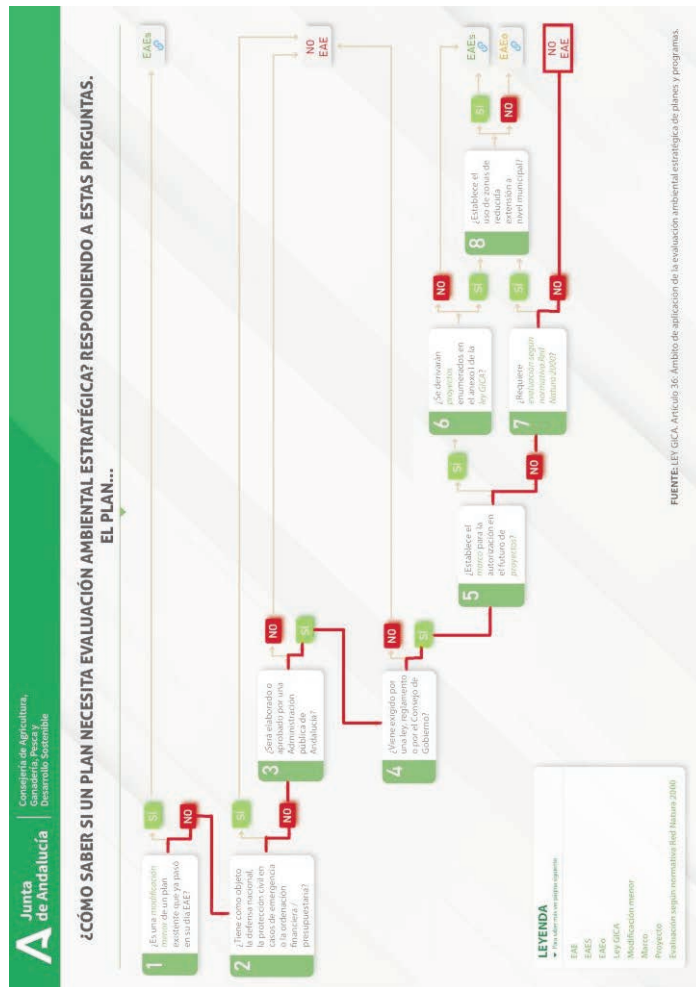 Junta
de Andalucía
Consejería de Agricultura,
Ganadería, Pesca y
Desarrollo Sostenible
¿CÓMO SABER SI UN PLAN NECESITA EVALUACIÓN AMBIENTAL ESTRATÉGICA? RESPONDIENDO A ESTAS PREGUNTAS.
EL PLAN...
1
¿Es una modificación
menor de un plan
existente que ya pasó
en su día EAE?
SÍ
NO
EAEs
2
¿Tiene como objeto
la defensa nacional,
la protección civil en
casos de emergencia
o la ordenación
financiera o
presupuestaria?
SÍ
NO
3
¿Será elaborado o
aprobado por una
Administración
pública de
Andalucía?
NO
SÍ
NO
EAE
4
¿Viene exigido por
una ley, reglamento
o por el Consejo de
Gobierno?
NO
SÍ
5
¿Establece el
marco para la
autorización en
el futuro de
proyectos?
SÍ
NO
6
¿Se derivarán
proyectos
enumerados en
el anexo I de la
ley GICA?
NO
SÍ
7
¿Requiere
evaluación según
normativa Red
Natura 2000?
SÍ
NO
8
¿Establece el
uso de zonas de
reducida
extensión a
nivel municipal?
SÍ
NO
EAEs
EAEo
NO
EAE
LEYENDA
Para saber más ver página siguiente
EAE
EAES
EAEo
Ley GICA
Modificación menor
Marco
Proyecto
Evaluación según normativa Red Natura 2000
FUENTE: LEY GICA. Artículo 36: Ámbito de aplicación de la evaluación ambiental estratégica de planes y programas.